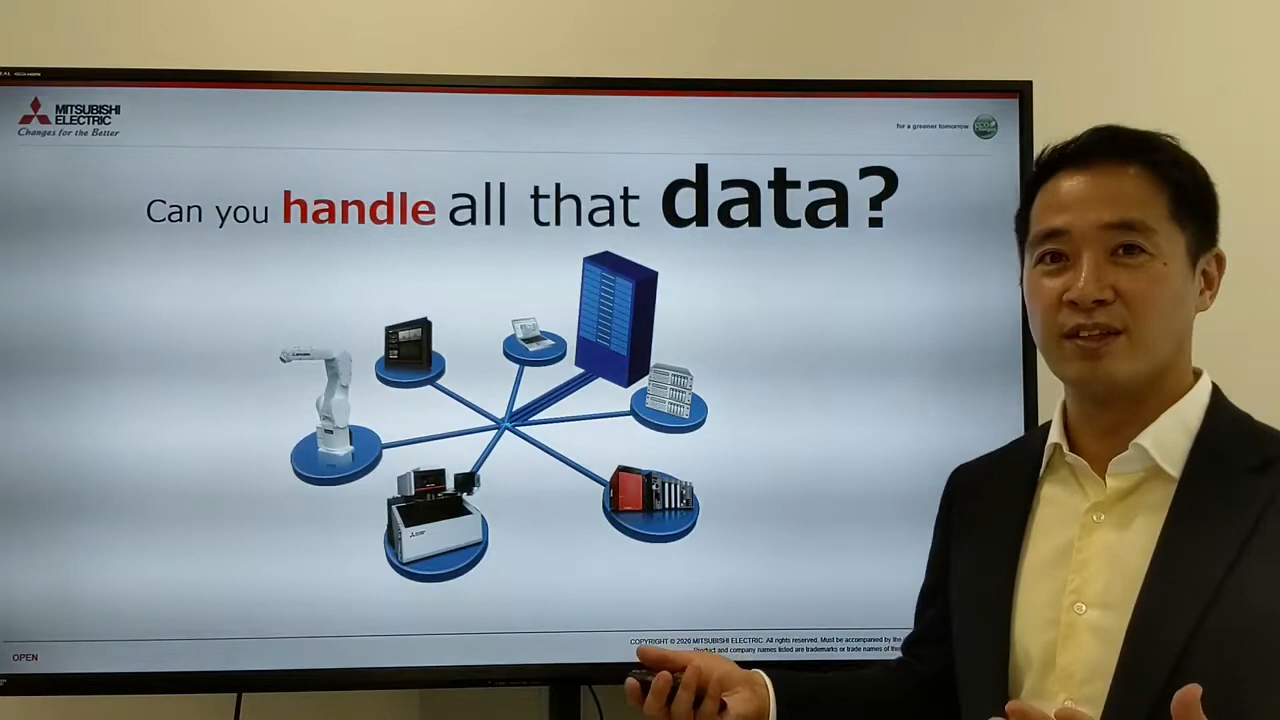 MITSUBISHI
ELECTRIC
Changes for the Better
for a greener tomorrow
eco
Can you handle all that data?
COPYRIGHT © 2020 MITSUBISHI ELECTRIC. All rights reserved. Must be accompanied by the
Product and company names listed are trademarks or trade names of
OPEN